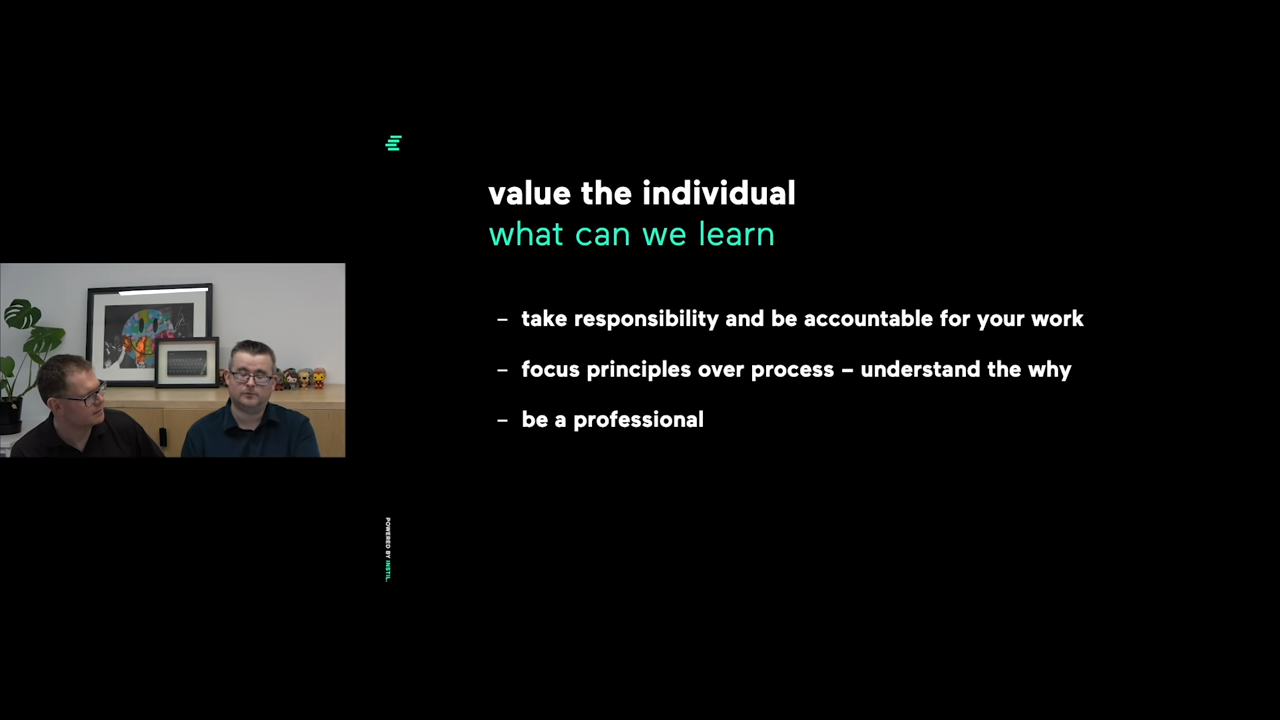 value the individual
what can we learn
– take responsibility and be accountable for your work
– focus principles over process – understand the why
– be a professional
POWERED BY INSTIL.